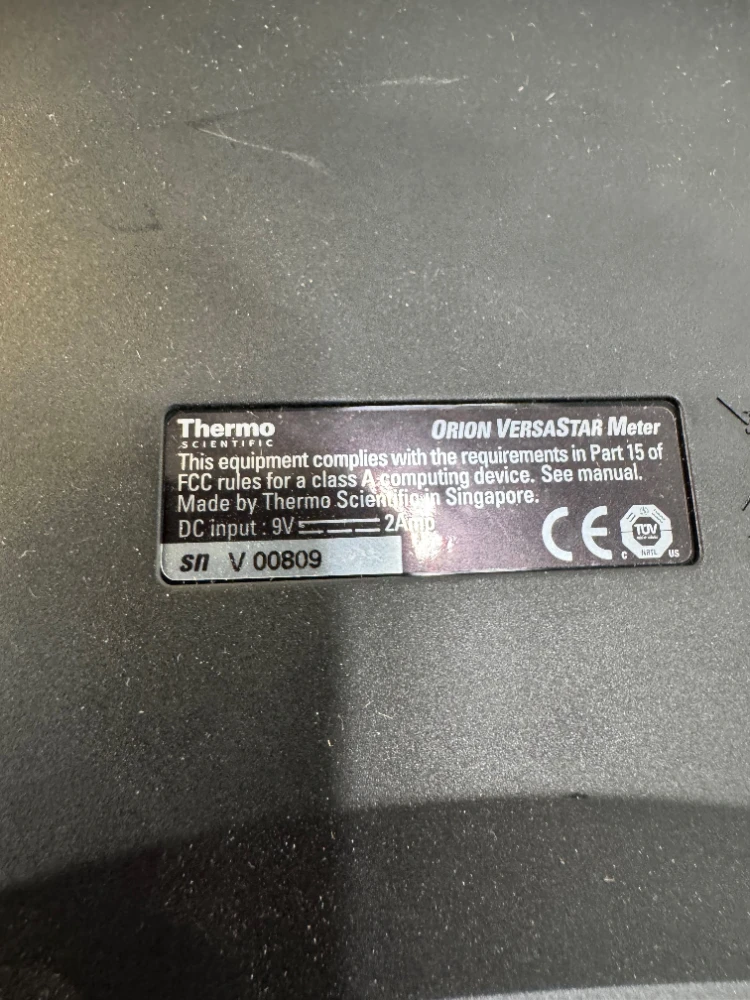 Thermo
SCIENTIFIC
ORION VERSASTAR Meter
This equipment complies with the requirements in Part 15 of
FCC rules for a class A computing device. See manual.
Made by Thermo Scientific in Singapore.
DC input : 9V 2Amp
CE
TÜV
NRTL
C US
sn V 00809